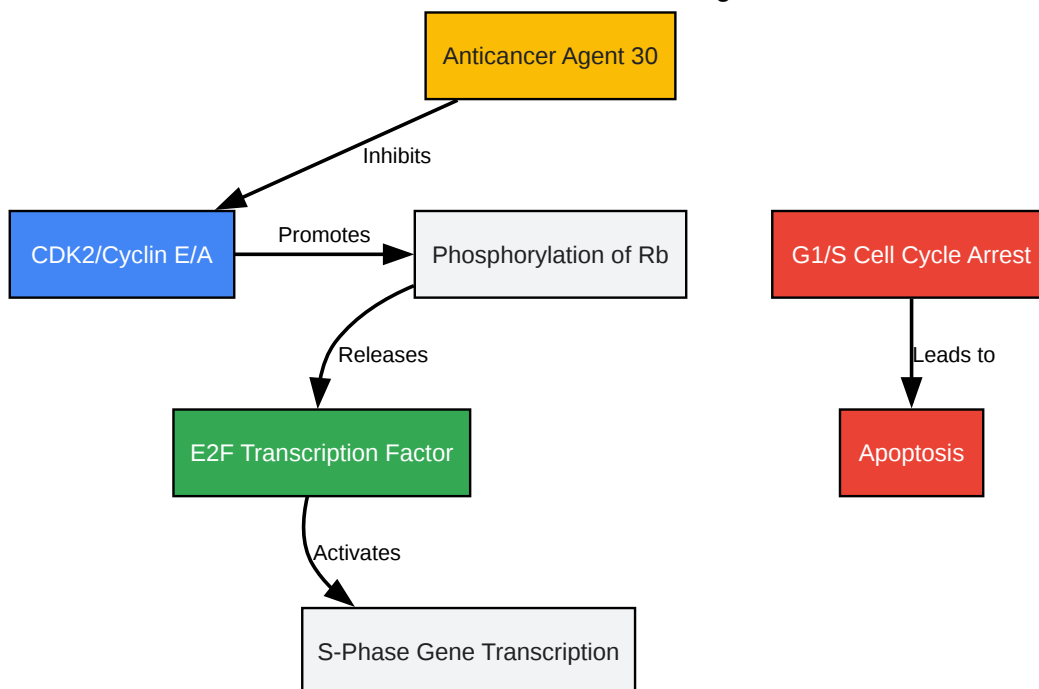 Anticancer Agent 30
Inhibits
CDK2/Cyclin E/A
Promotes
Phosphorylation of Rb
G1/S Cell Cycle Arrest
Releases
Leads to
E2F Transcription Factor
Apoptosis
Activates
S-Phase Gene Transcription